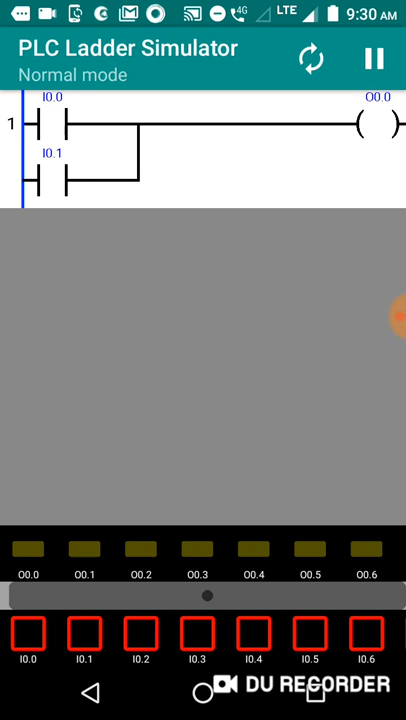 4G LTE 9:30 AM
PLC Ladder Simulator
Normal mode
I0.0 O0.0
1
I0.1
O0.0 O0.1 O0.2 O0.3 O0.4 O0.5 O0.6
I0.0 I0.1 I0.2 I0.3 I0.4 I0.5 I0.6
DU RECORDER